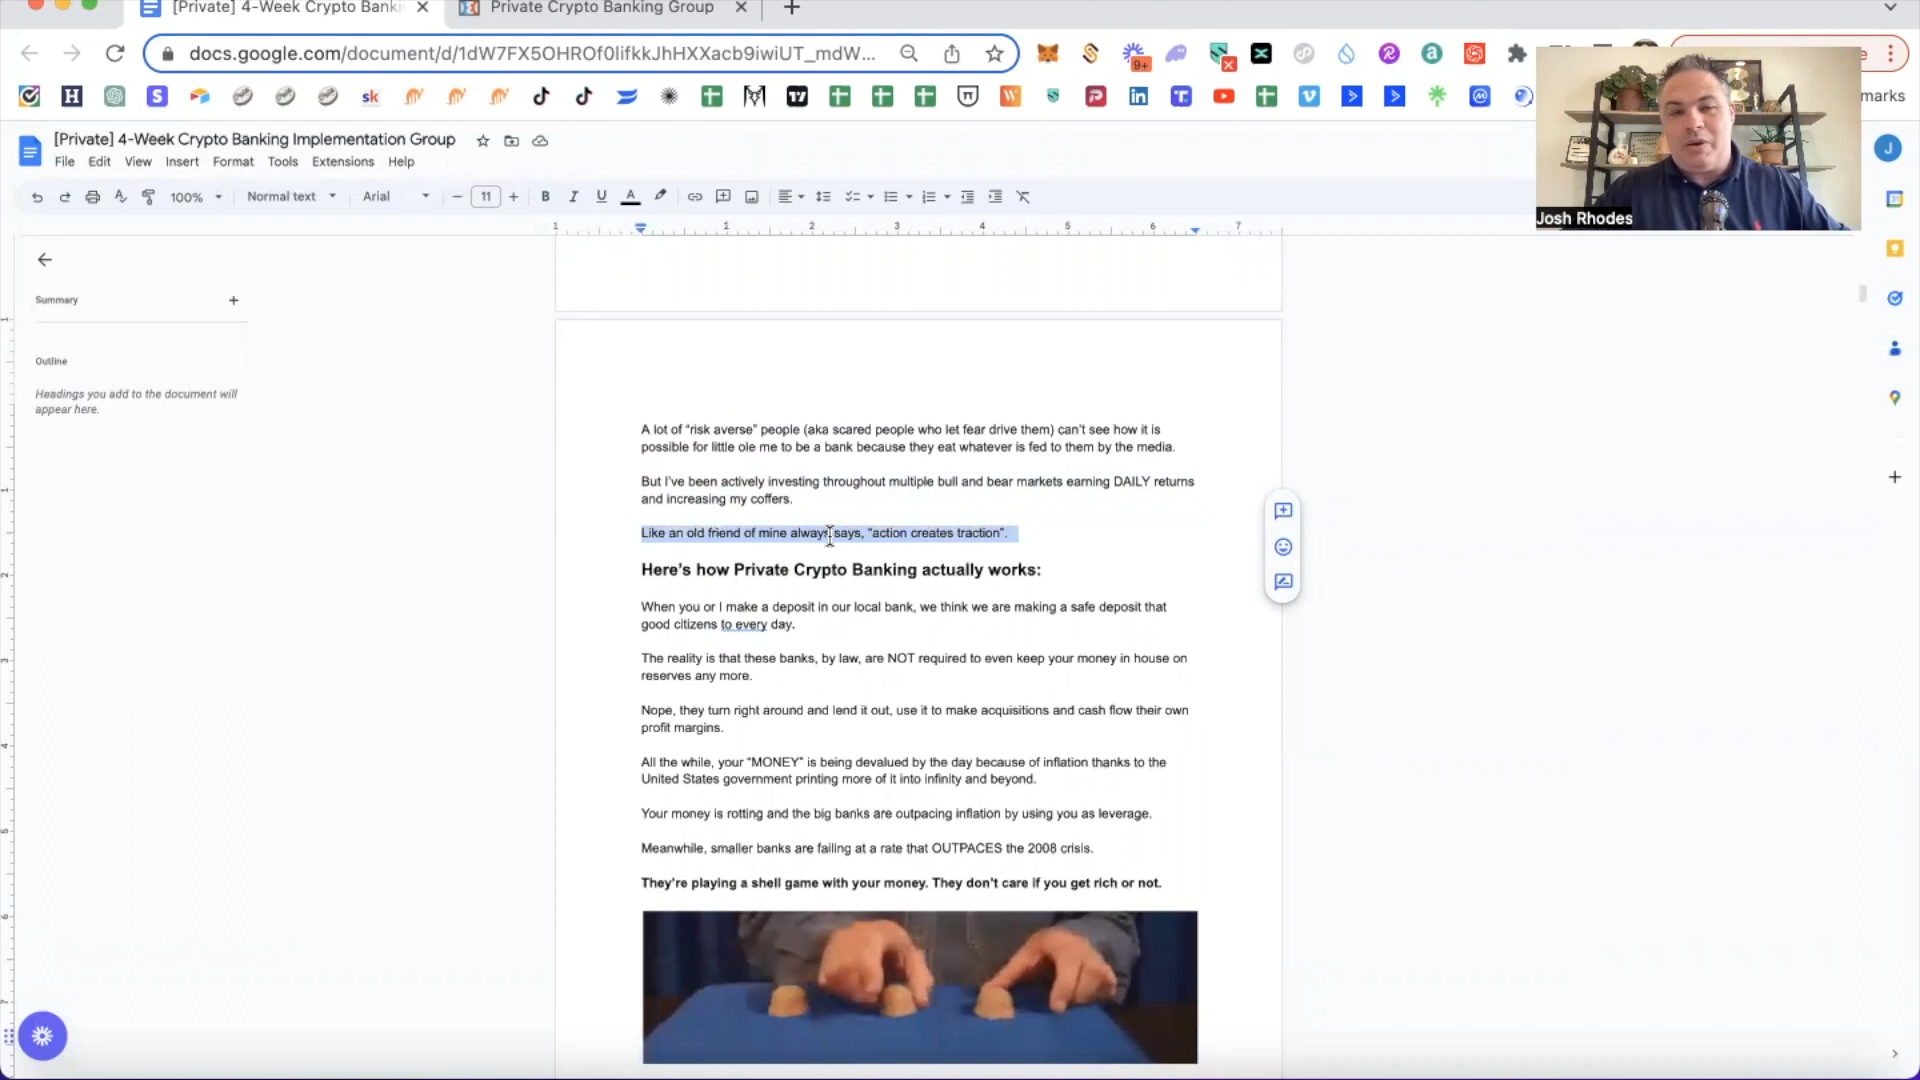 [Private] 4-Week Crypto Banki
Private Crypto Banking Group
docs.google.com/document/d/1dW7FX5OHROf0lifkkJhHXXacb9iwiUT_mdW...
9+
sk
marks
[Private] 4-Week Crypto Banking Implementation Group
File Edit View Insert Format Tools Extensions Help
100% Normal text Arial 11
1 1 2 3 4 5 6 7
Josh Rhodes
J
Summary
Outline
Headings you add to the document will
appear here.
A lot of “risk averse” people (aka scared people who let fear drive them) can’t see how it is
possible for little ole me to be a bank because they eat whatever is fed to them by the media.
But I’ve been actively investing throughout multiple bull and bear markets earning DAILY returns
and increasing my coffers.
Like an old friend of mine always says, “action creates traction”.
Here’s how Private Crypto Banking actually works:
When you or I make a deposit in our local bank, we think we are making a safe deposit that
good citizens to every day.
The reality is that these banks, by law, are NOT required to even keep your money in house on
reserves any more.
Nope, they turn right around and lend it out, use it to make acquisitions and cash flow their own
profit margins.
All the while, your “MONEY” is being devalued by the day because of inflation thanks to the
United States government printing more of it into infinity and beyond.
Your money is rotting and the big banks are outpacing inflation by using you as leverage.
Meanwhile, smaller banks are failing at a rate that OUTPACES the 2008 crisis.
They’re playing a shell game with your money. They don’t care if you get rich or not.